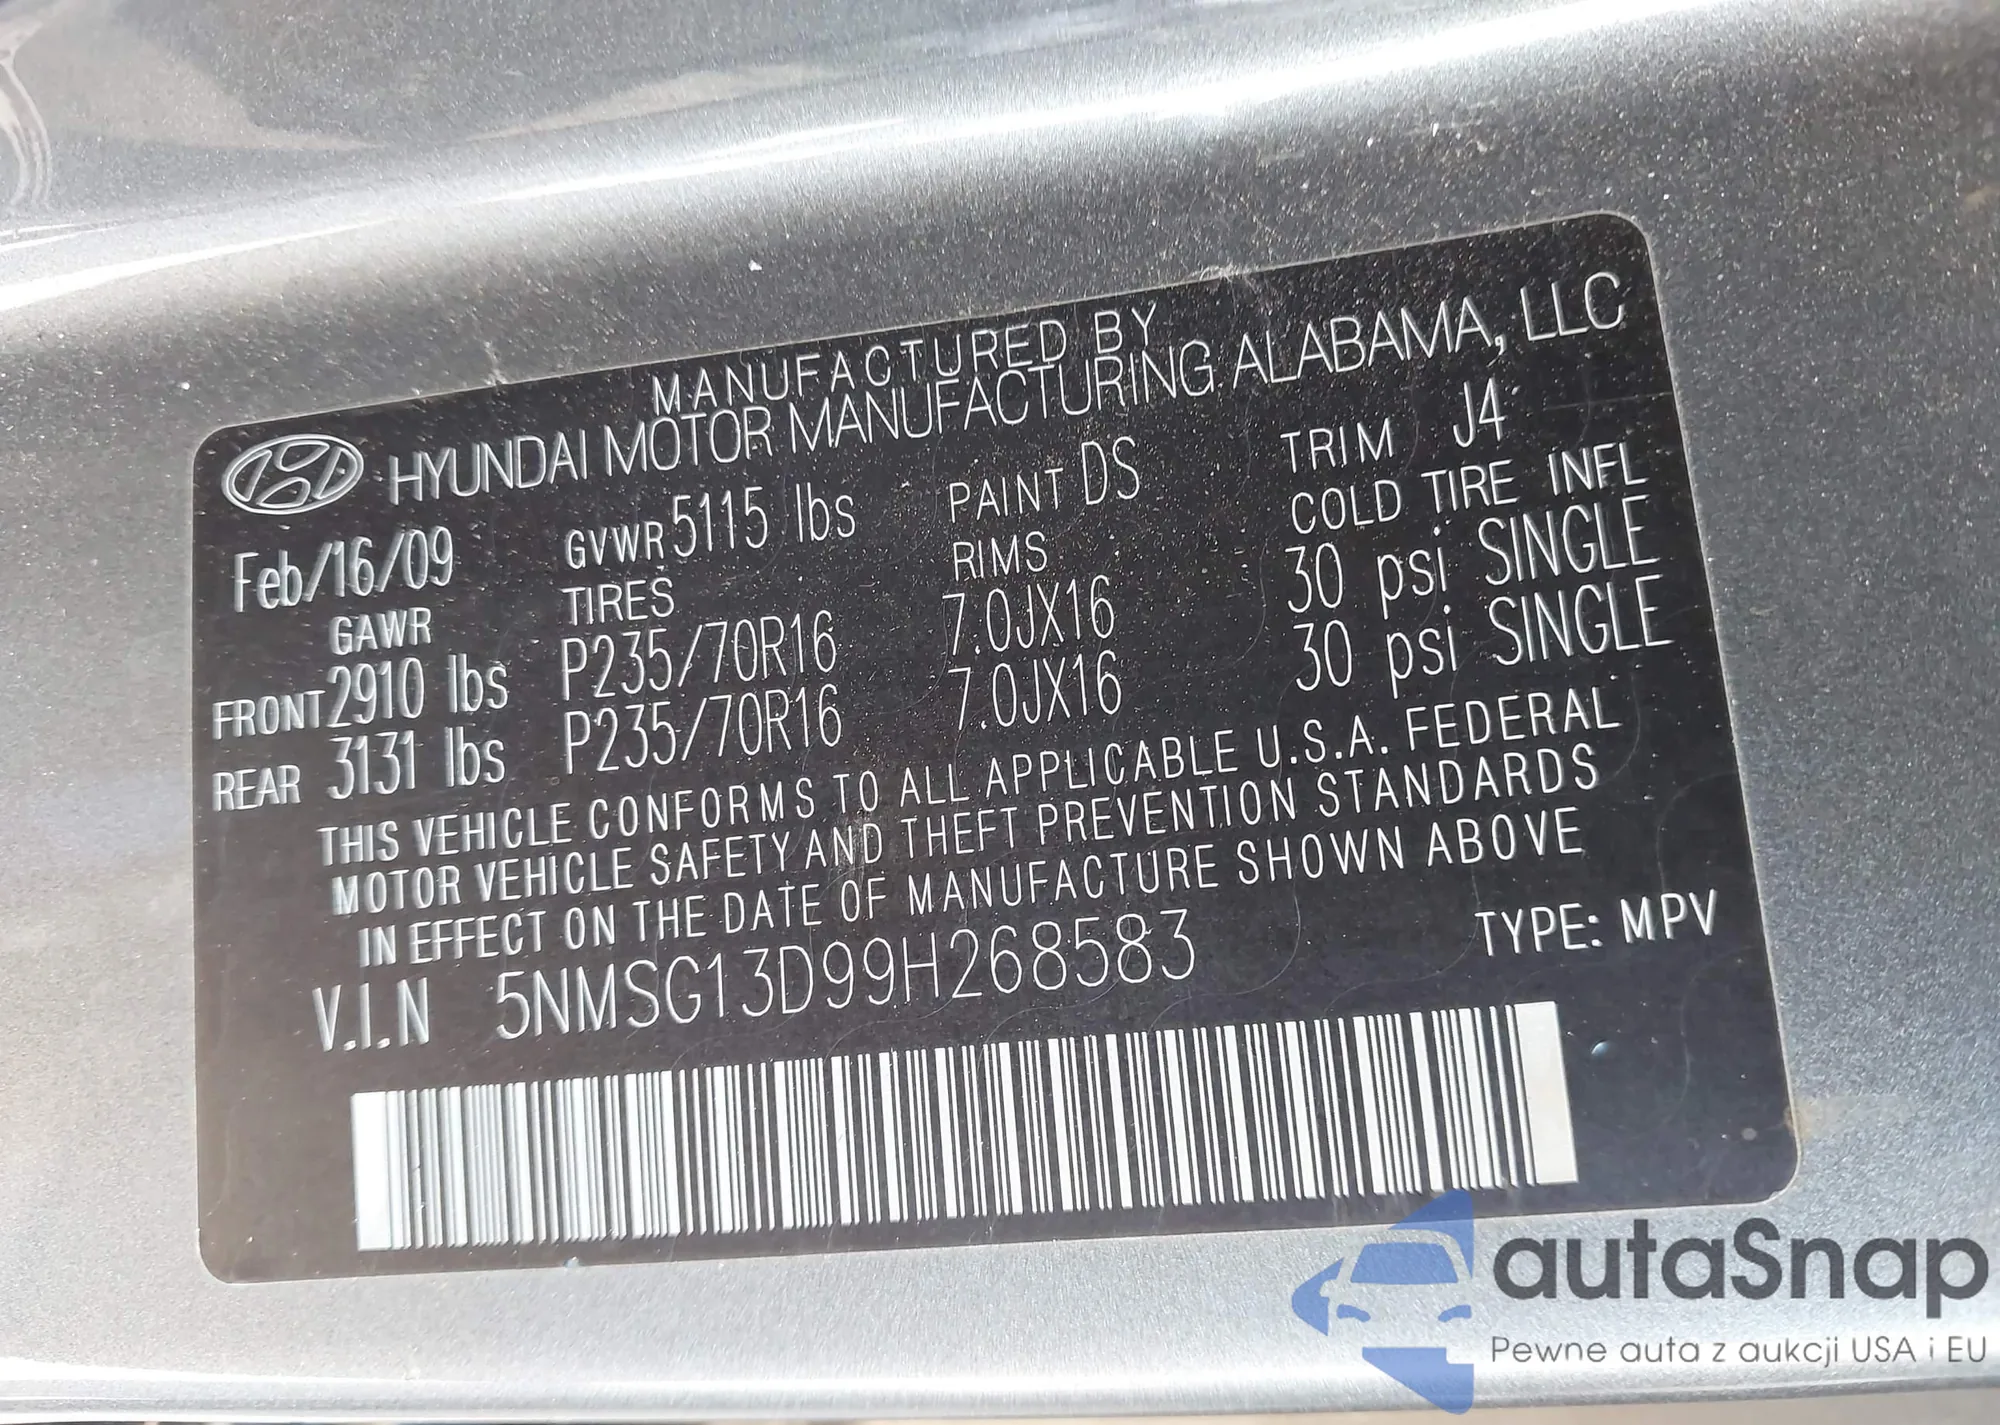 MANUFACTURED BY
HYUNDAI MOTOR MANUFACTURING ALABAMA, LLC
Feb/16/09 GVWR 5115 lbs PAINT DS TRIM J4
GAWR TIRES RIMS COLD TIRE INFL
FRONT 2910 lbs P235/70R16 7.0JX16 30 psi SINGLE
REAR 3131 lbs P235/70R16 7.0JX16 30 psi SINGLE
THIS VEHICLE CONFORMS TO ALL APPLICABLE U.S.A. FEDERAL
MOTOR VEHICLE SAFETY AND THEFT PREVENTION STANDARDS
IN EFFECT ON THE DATE OF MANUFACTURE SHOWN ABOVE
V.I.N 5NMSG13D99H268583 TYPE: MPV
autaSnap
Pewne auta z aukcji USA i EU